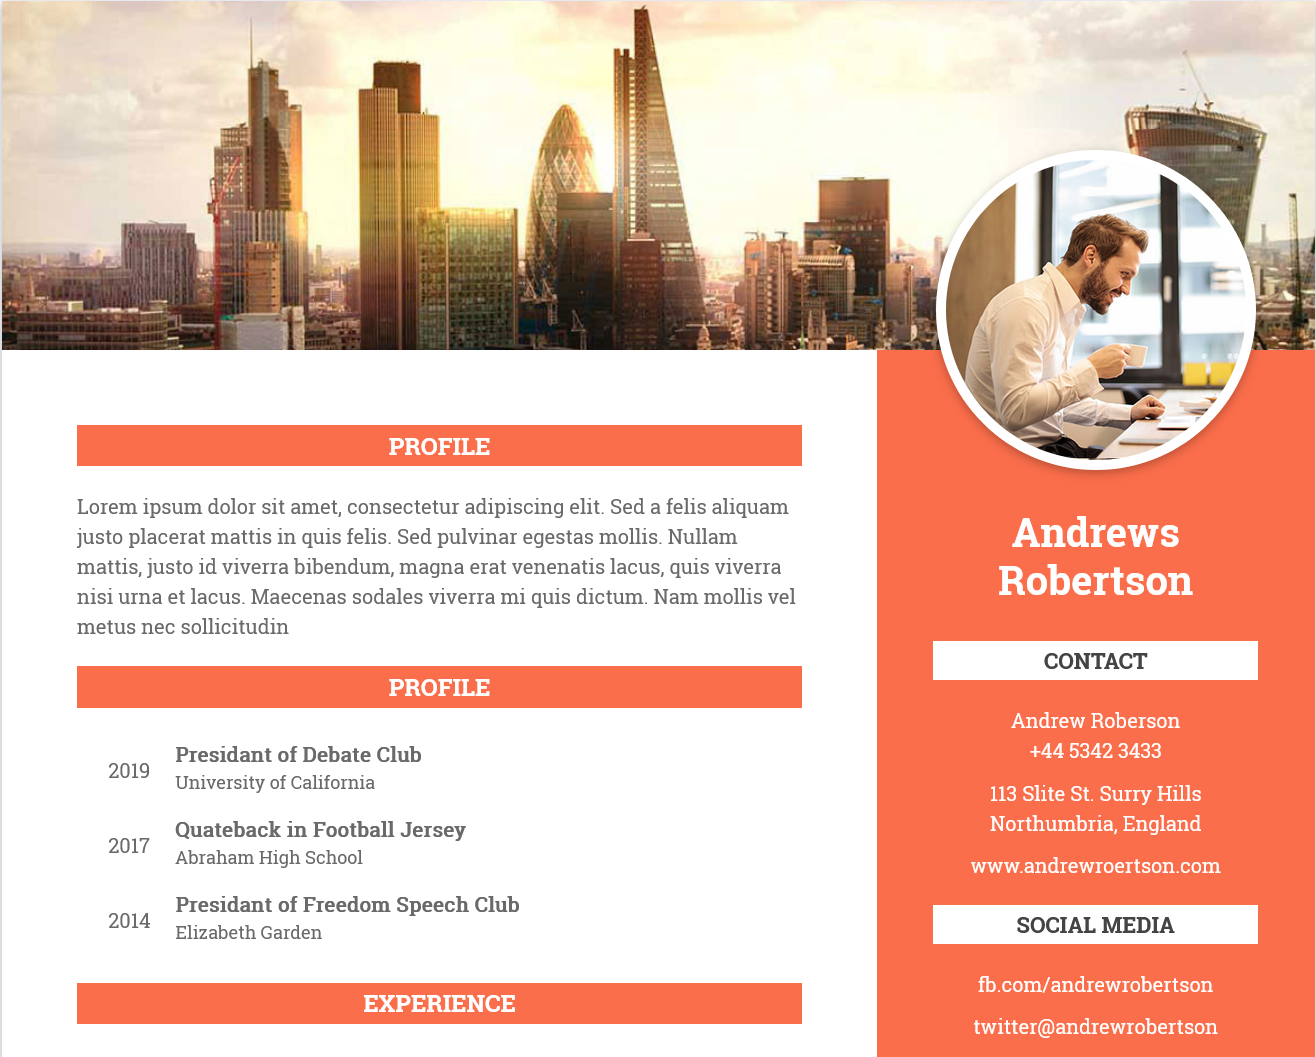 PROFILE
Lorem ipsum dolor sit amet, consectetur adipiscing elit. Sed a felis aliquam
justo placerat mattis in quis felis. Sed pulvinar egestas mollis. Nullam
mattis, justo id viverra bibendum, magna erat venenatis lacus, quis viverra
nisi urna et lacus. Maecenas sodales viverra mi quis dictum. Nam mollis vel
metus nec sollicitudin
PROFILE
2019
Presidant of Debate Club
University of California
2017
Quateback in Football Jersey
Abraham High School
2014
Presidant of Freedom Speech Club
Elizabeth Garden
EXPERIENCE
Andrews
Robertson
CONTACT
Andrew Roberson
+44 5342 3433
113 Slite St. Surry Hills
Northumbria, England
www.andrewroertson.com
SOCIAL MEDIA
fb.com/andrewrobertson
twitter@andrewrobertson